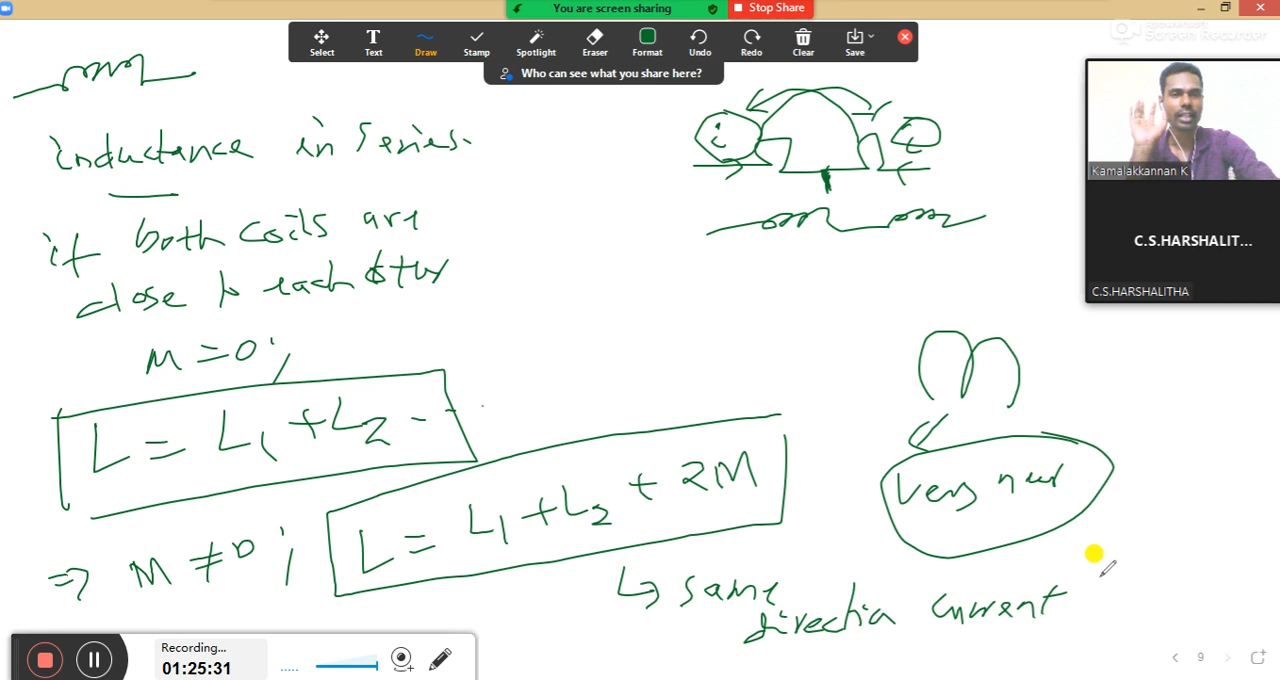 You are screen sharing
Stop Share
Select
Text
Draw
Stamp
Spotlight
Eraser
Format
Undo
Redo
Clear
Save
Who can see what you share here?
Screen Recorder
Kamalakkannan K
C.S.HARSHALIT...
C.S.HARSHALITHA
inductance in Series.
if both coils are
close to each other
M = 0;
L = L1 + L2 -
⇒ M ≠ 0; L = L1 + L2 + 2M
↳ same
direction current
i
i
Very near
Recording...
01:25:31
9